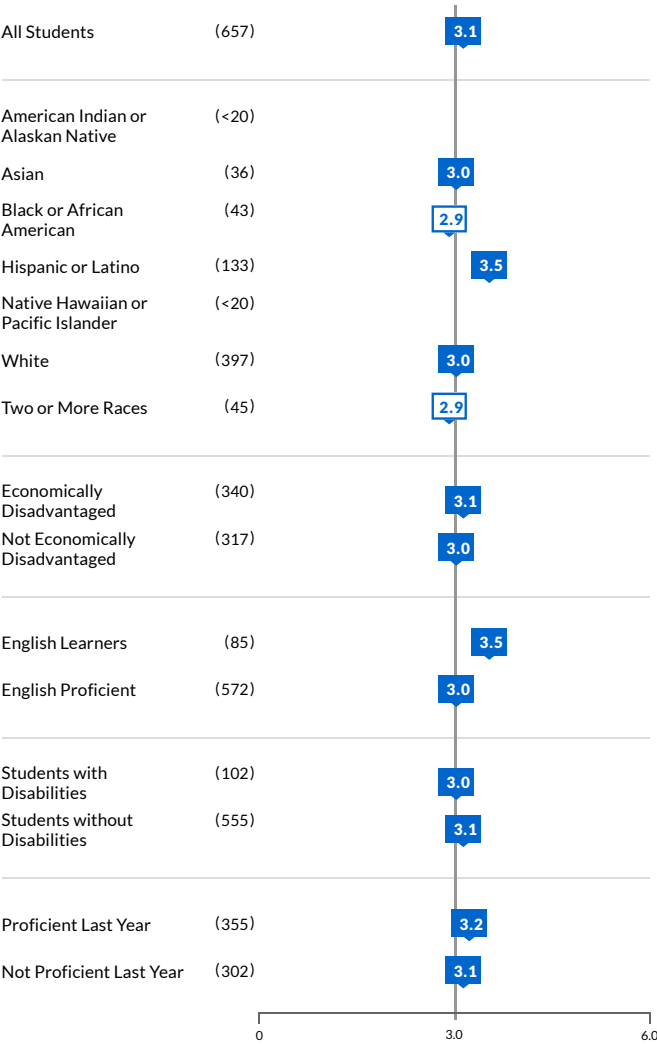 All Students (657) 3.1
American Indian or (<20)
Alaskan Native
Asian (36) 3.0
Black or African (43) 2.9
American
Hispanic or Latino (133) 3.5
Native Hawaiian or (<20)
Pacific Islander
White (397) 3.0
Two or More Races (45) 2.9
Economically (340) 3.1
Disadvantaged
Not Economically (317) 3.0
Disadvantaged
English Learners (85) 3.5
English Proficient (572) 3.0
Students with (102) 3.0
Disabilities
Students without (555) 3.1
Disabilities
Proficient Last Year (355) 3.2
Not Proficient Last Year (302) 3.1
0 3.0 6.0